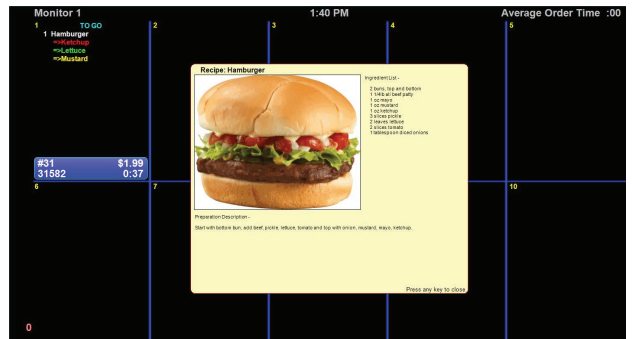 Monitor 1 1:40 PM Average Order Time :00
1 TO GO 2 3 4 5
1 Hamburger
=>Ketchup
=>Lettuce
=>Mustard
#31 $1.99
31582 0:37
Recipe: Hamburger
Ingredient List -
2 buns, top and bottom
1 1/4lb all beef patty
1 oz mayo
1 oz mustard
1 oz ketchup
3 slices pickle
2 leaves lettuce
2 slices tomato
1 tablespoon diced onions
6 7 10
Preparation Description -
Start with bottom bun, add beef, pickle, lettuce, tomato and top with onion, mustard, mayo, ketchup.
Press any key to close
0